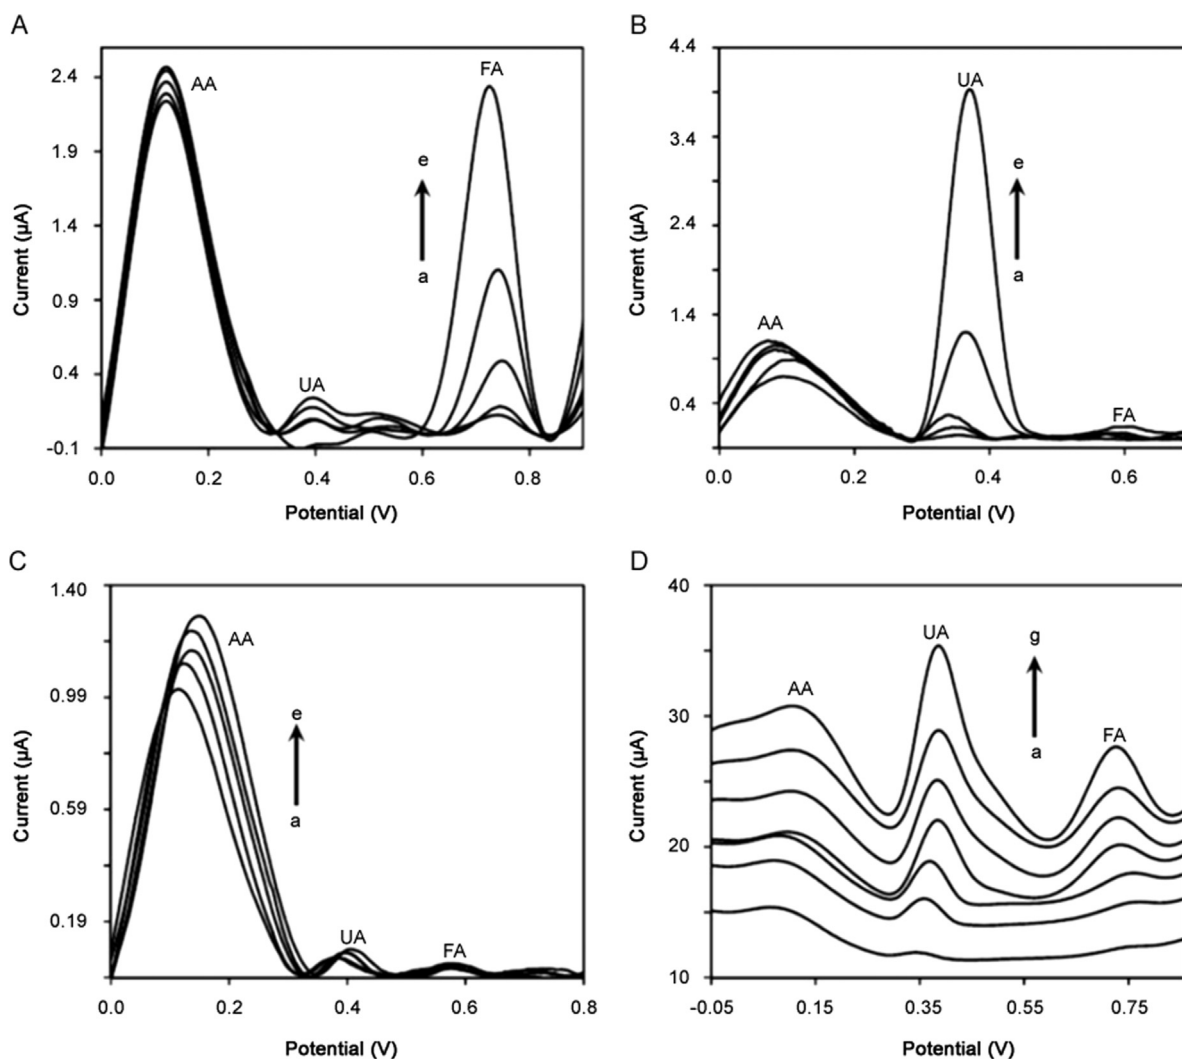 A
2.4
1.9
1.4
0.9
0.4
-0.1
Current (µA)
AA
UA
FA
e
a
0.0
0.2
0.4
0.6
0.8
Potential (V)
B
4.4
3.4
2.4
1.4
0.4
Current (µA)
AA
UA
FA
e
a
0.0
0.2
0.4
0.6
Potential (V)
C
1.40
0.99
0.59
0.19
Current (µA)
AA
e
a
UA
FA
0.0
0.2
0.4
0.6
0.8
Potential (V)
D
40
30
20
10
Current (µA)
AA
UA
g
a
FA
-0.05
0.15
0.35
0.55
0.75
Potential (V)